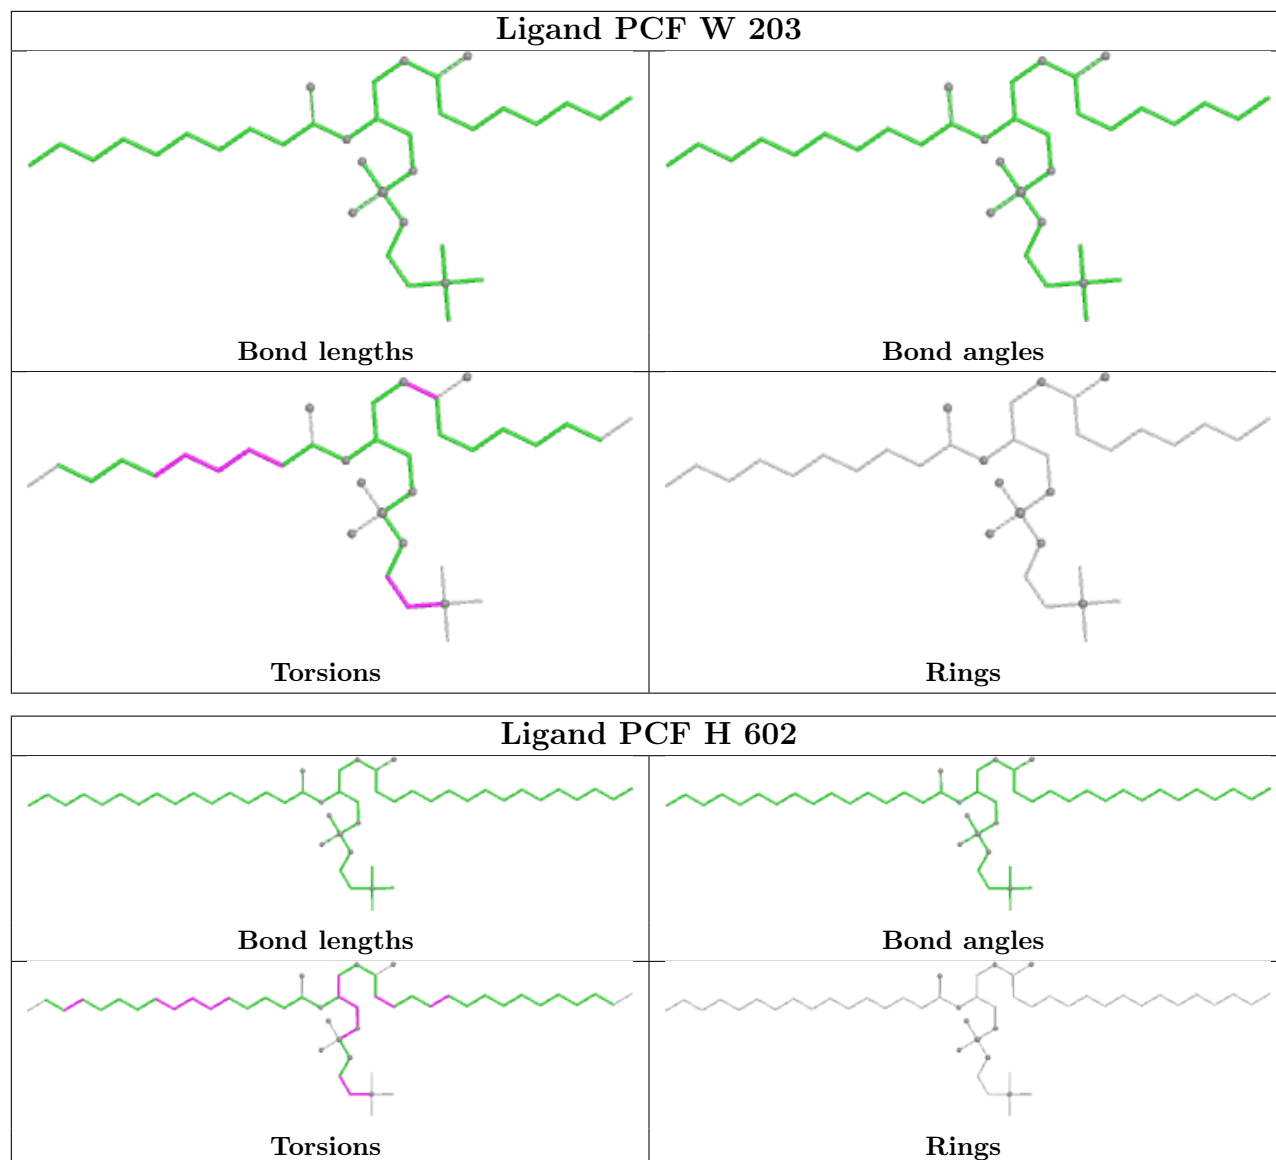 Ligand PCF W 203
Bond lengths
Bond angles
Torsions
Rings
Ligand PCF H 602
Bond lengths
Bond angles
Torsions
Rings